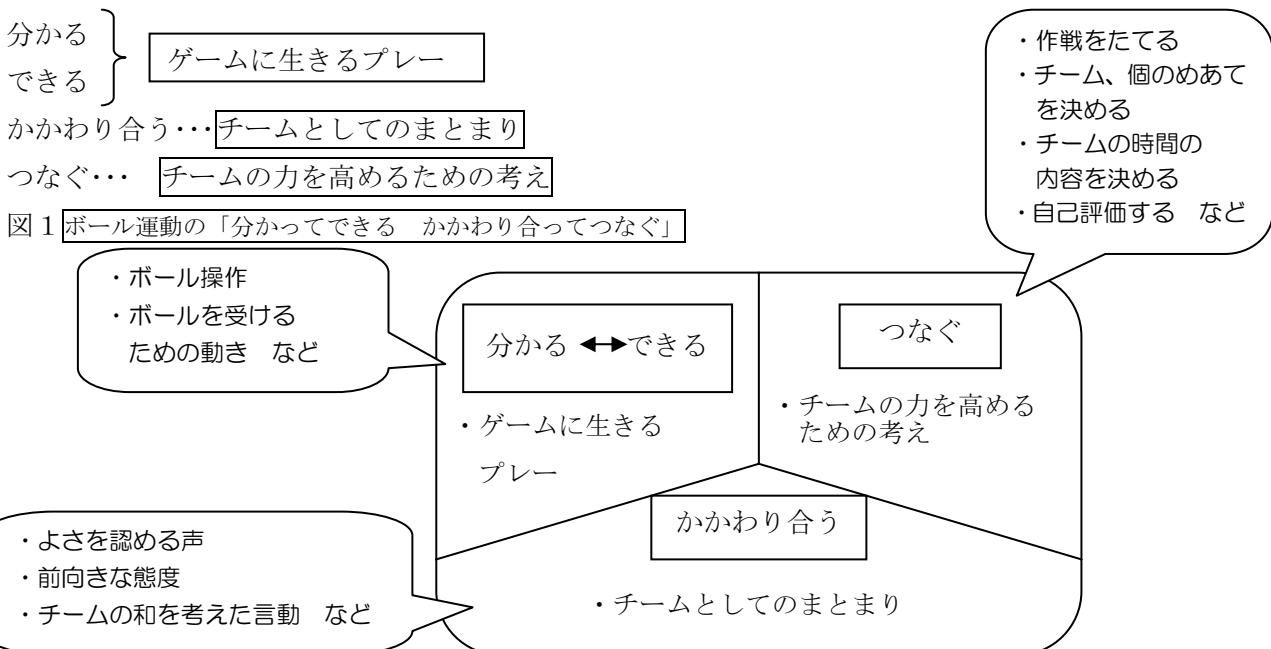 分かる
できる
ゲームに生きるプレー
かかわり合う・・・チームとしてのまとまり
つなぐ・・・　チームの力を高めるための考え
図１ボール運動の「分かってできる　かかわり合ってつなぐ」
・作戦をたてる
・チーム、個のめあて
を決める
・チームの時間の
内容を決める
・自己評価する　など
・ボール操作
・ボールを受ける
ための動き　など
分かる ↔できる
・ゲームに生きる
プレー
つなぐ
・チームの力を高める
ための考え
かかわり合う
・チームとしてのまとまり
・よさを認める声
・前向きな態度
・チームの和を考えた言動　など